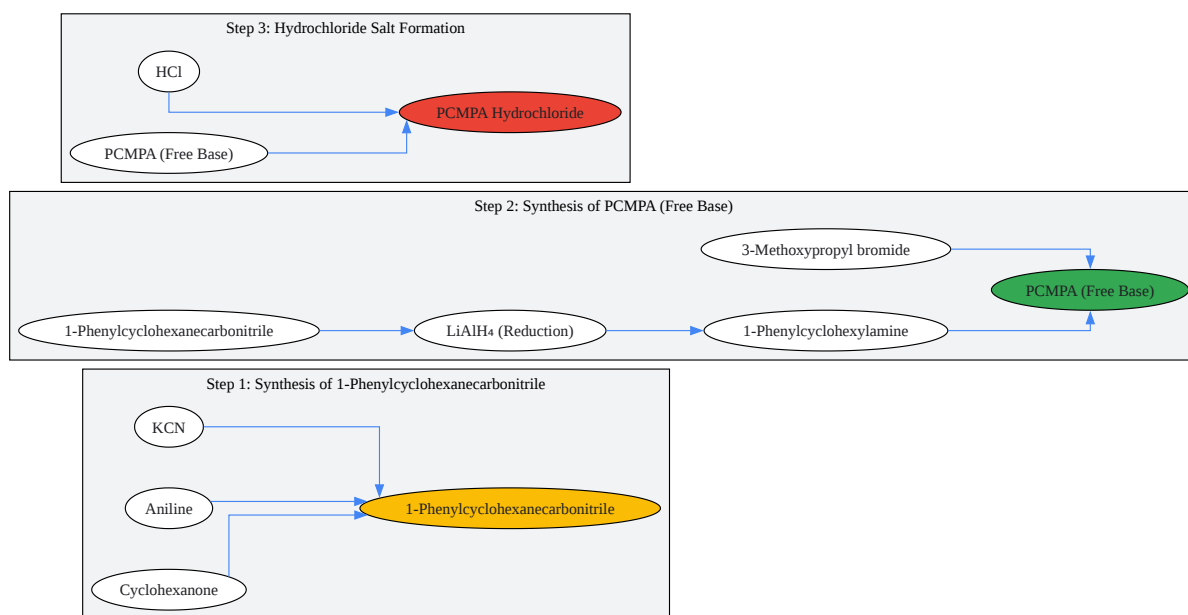 Step 3: Hydrochloride Salt Formation
HCl
PCMPA Hydrochloride
PCMPA (Free Base)
Step 2: Synthesis of PCMPA (Free Base)
3-Methoxypropyl bromide
PCMPA (Free Base)
1-Phenylcyclohexanecarbonitrile
LiAlH₄ (Reduction)
1-Phenylcyclohexylamine
Step 1: Synthesis of 1-Phenylcyclohexanecarbonitrile
KCN
Aniline
1-Phenylcyclohexanecarbonitrile
Cyclohexanone